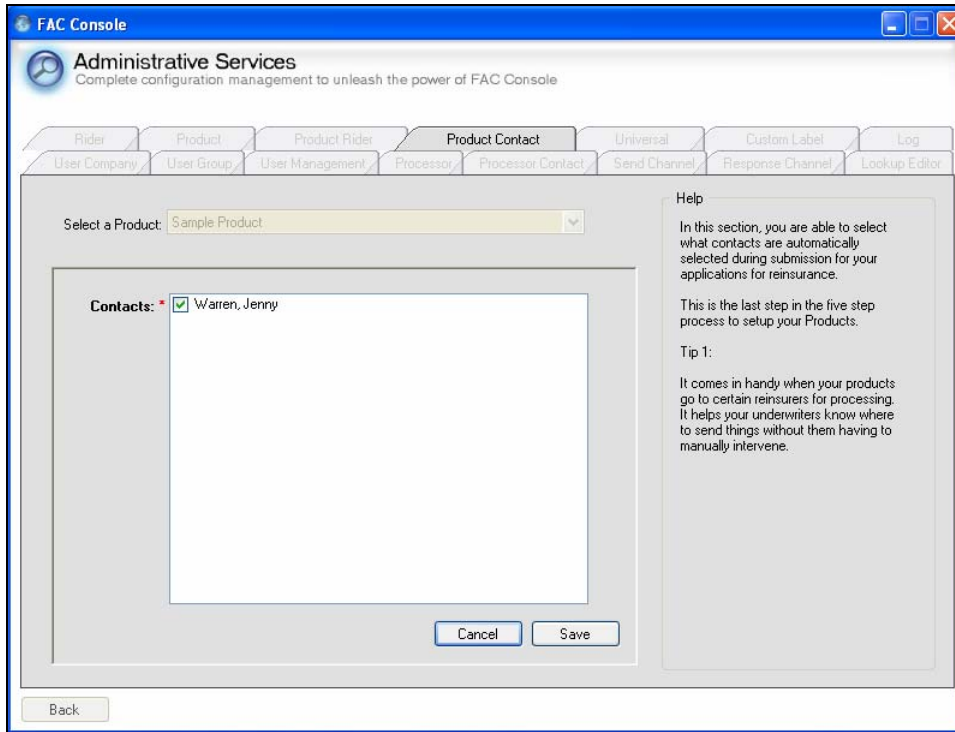 FAC Console
Administrative Services
Complete configuration management to unleash the power of FAC Console
Rider Product Product Rider Product Contact Universal Custom Label Log
User Company User Group User Management Processor Processor Contact Send Channel Response Channel Lookup Editor
Select a Product: Sample Product
Contacts: * Warren, Jenny
Cancel Save
Help
In this section, you are able to select
what contacts are automatically
selected during submission for your
applications for reinsurance.
This is the last step in the five step
process to setup your Products.
Tip 1:
It comes in handy when your products
go to certain reinsurers for processing.
It helps your underwriters know where
to send things without them having to
manually intervene.
Back